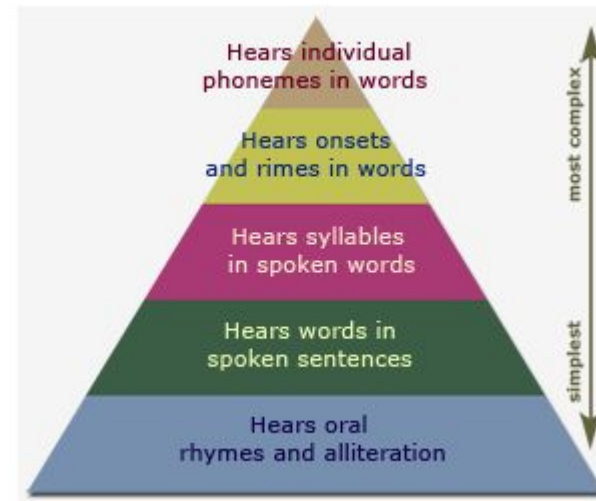 Hears individual
phonemes in words
Hears onsets
and rimes in words
Hears syllables
in spoken words
Hears words in
spoken sentences
Hears oral
rhymes and alliteration
most complex
simplest